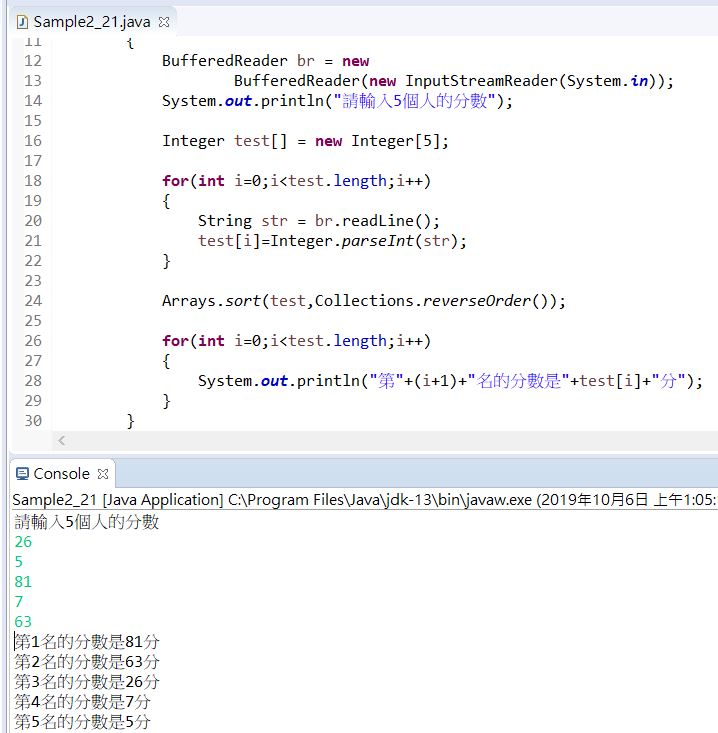 Sample2_21.java
11 {
12 BufferedReader br = new
13 BufferedReader(new InputStreamReader(System.in));
14 System.out.println("請輸入5個人的分數");
15
16 Integer test[] = new Integer[5];
17
18 for(int i=0;i<test.length;i++)
19 {
20 String str = br.readLine();
21 test[i]=Integer.parseInt(str);
22 }
23
24 Arrays.sort(test,Collections.reverseOrder());
25
26 for(int i=0;i<test.length;i++)
27 {
28 System.out.println("第"+(i+1)+"名的分數是"+test[i]+"分");
29 }
30 }
Console
Sample2_21 [Java Application] C:\Program Files\Java\jdk-13\bin\javaw.exe (2019年10月6日 上午1:05:
請輸入5個人的分數
26
5
81
7
63
第1名的分數是81分
第2名的分數是63分
第3名的分數是26分
第4名的分數是7分
第5名的分數是5分